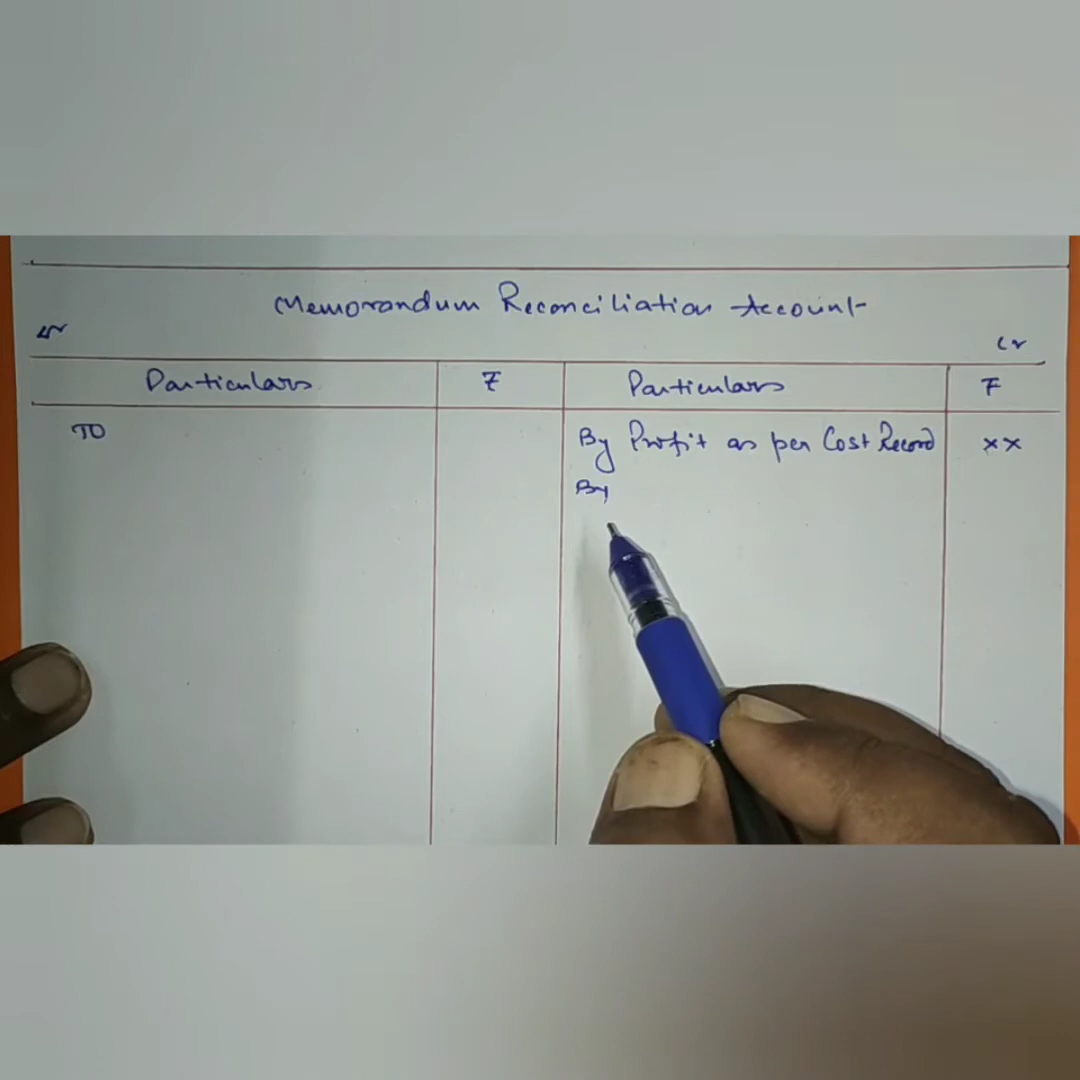 Memorandum Reconciliation Account
Dr Cr
Particulars ₹ Particulars ₹
To By Profit as per Cost Record xx
By